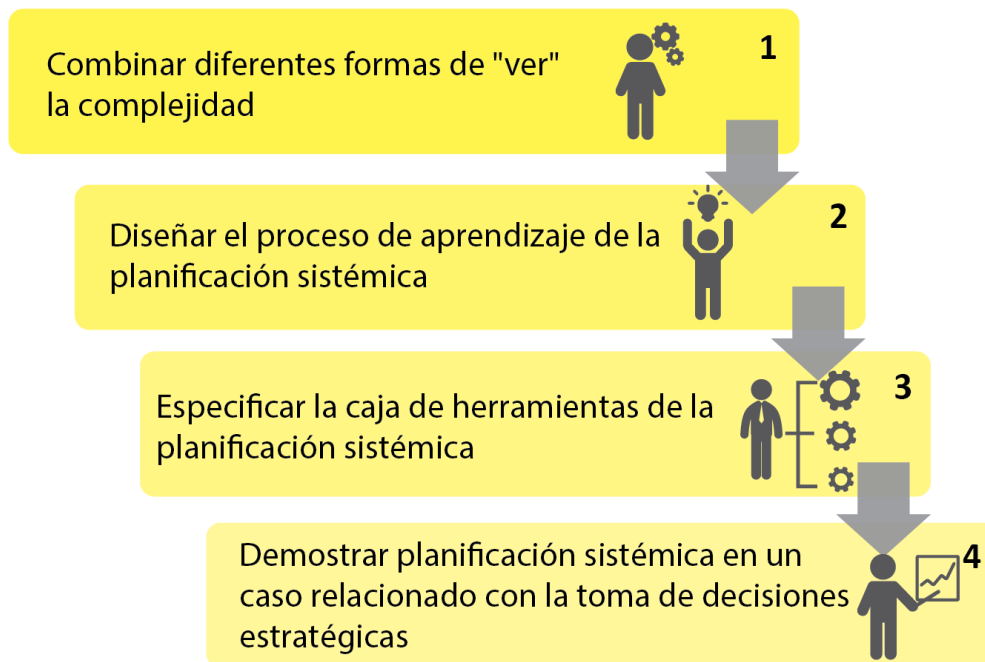 Combinar diferentes formas de "ver"
la complejidad
1
Diseñar el proceso de aprendizaje de la
planificación sistémica
2
Especificar la caja de herramientas de la
planificación sistémica
3
Demostrar planificación sistémica en un
caso relacionado con la toma de decisiones
estratégicas
4